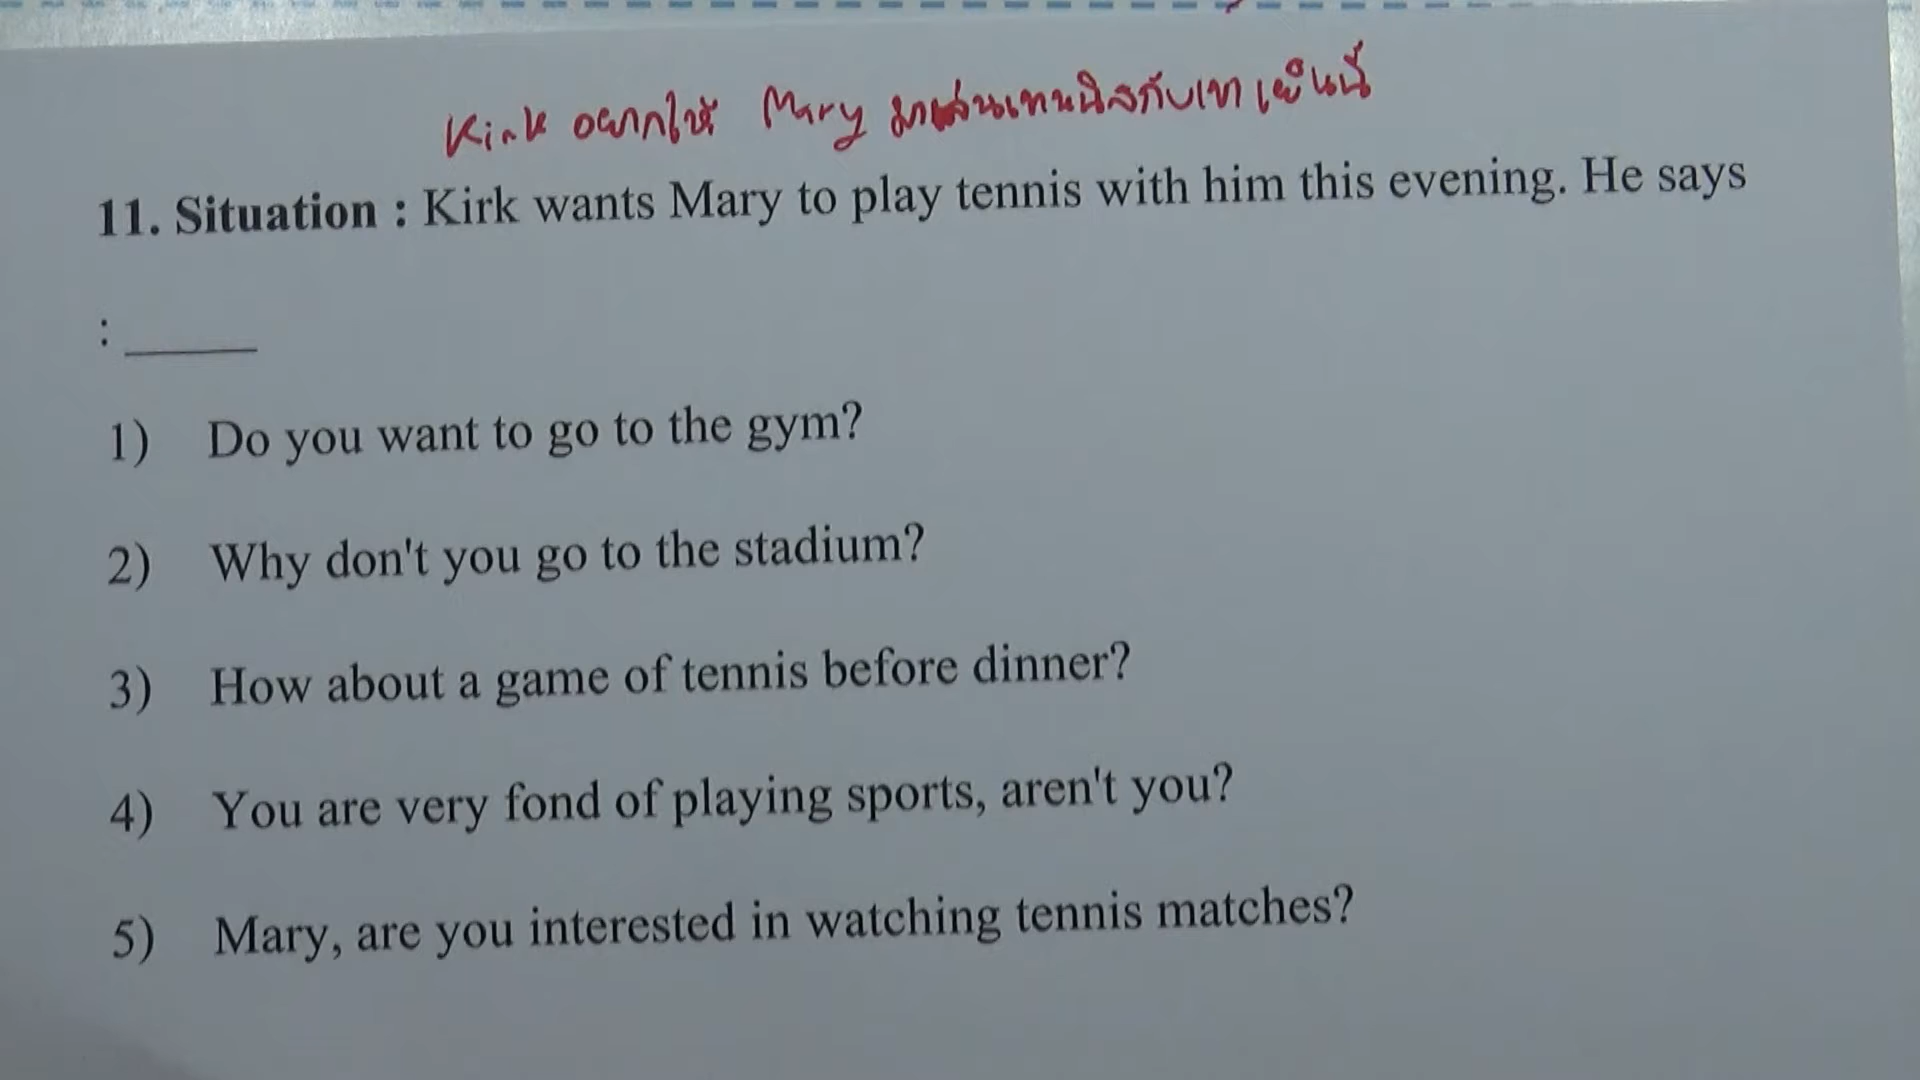 Kirk อยากให้ Mary มาเล่นเทนนิสกับเขาเย็นนี้
11. Situation : Kirk wants Mary to play tennis with him this evening. He says
: _____
1) Do you want to go to the gym?
2) Why don't you go to the stadium?
3) How about a game of tennis before dinner?
4) You are very fond of playing sports, aren't you?
5) Mary, are you interested in watching tennis matches?